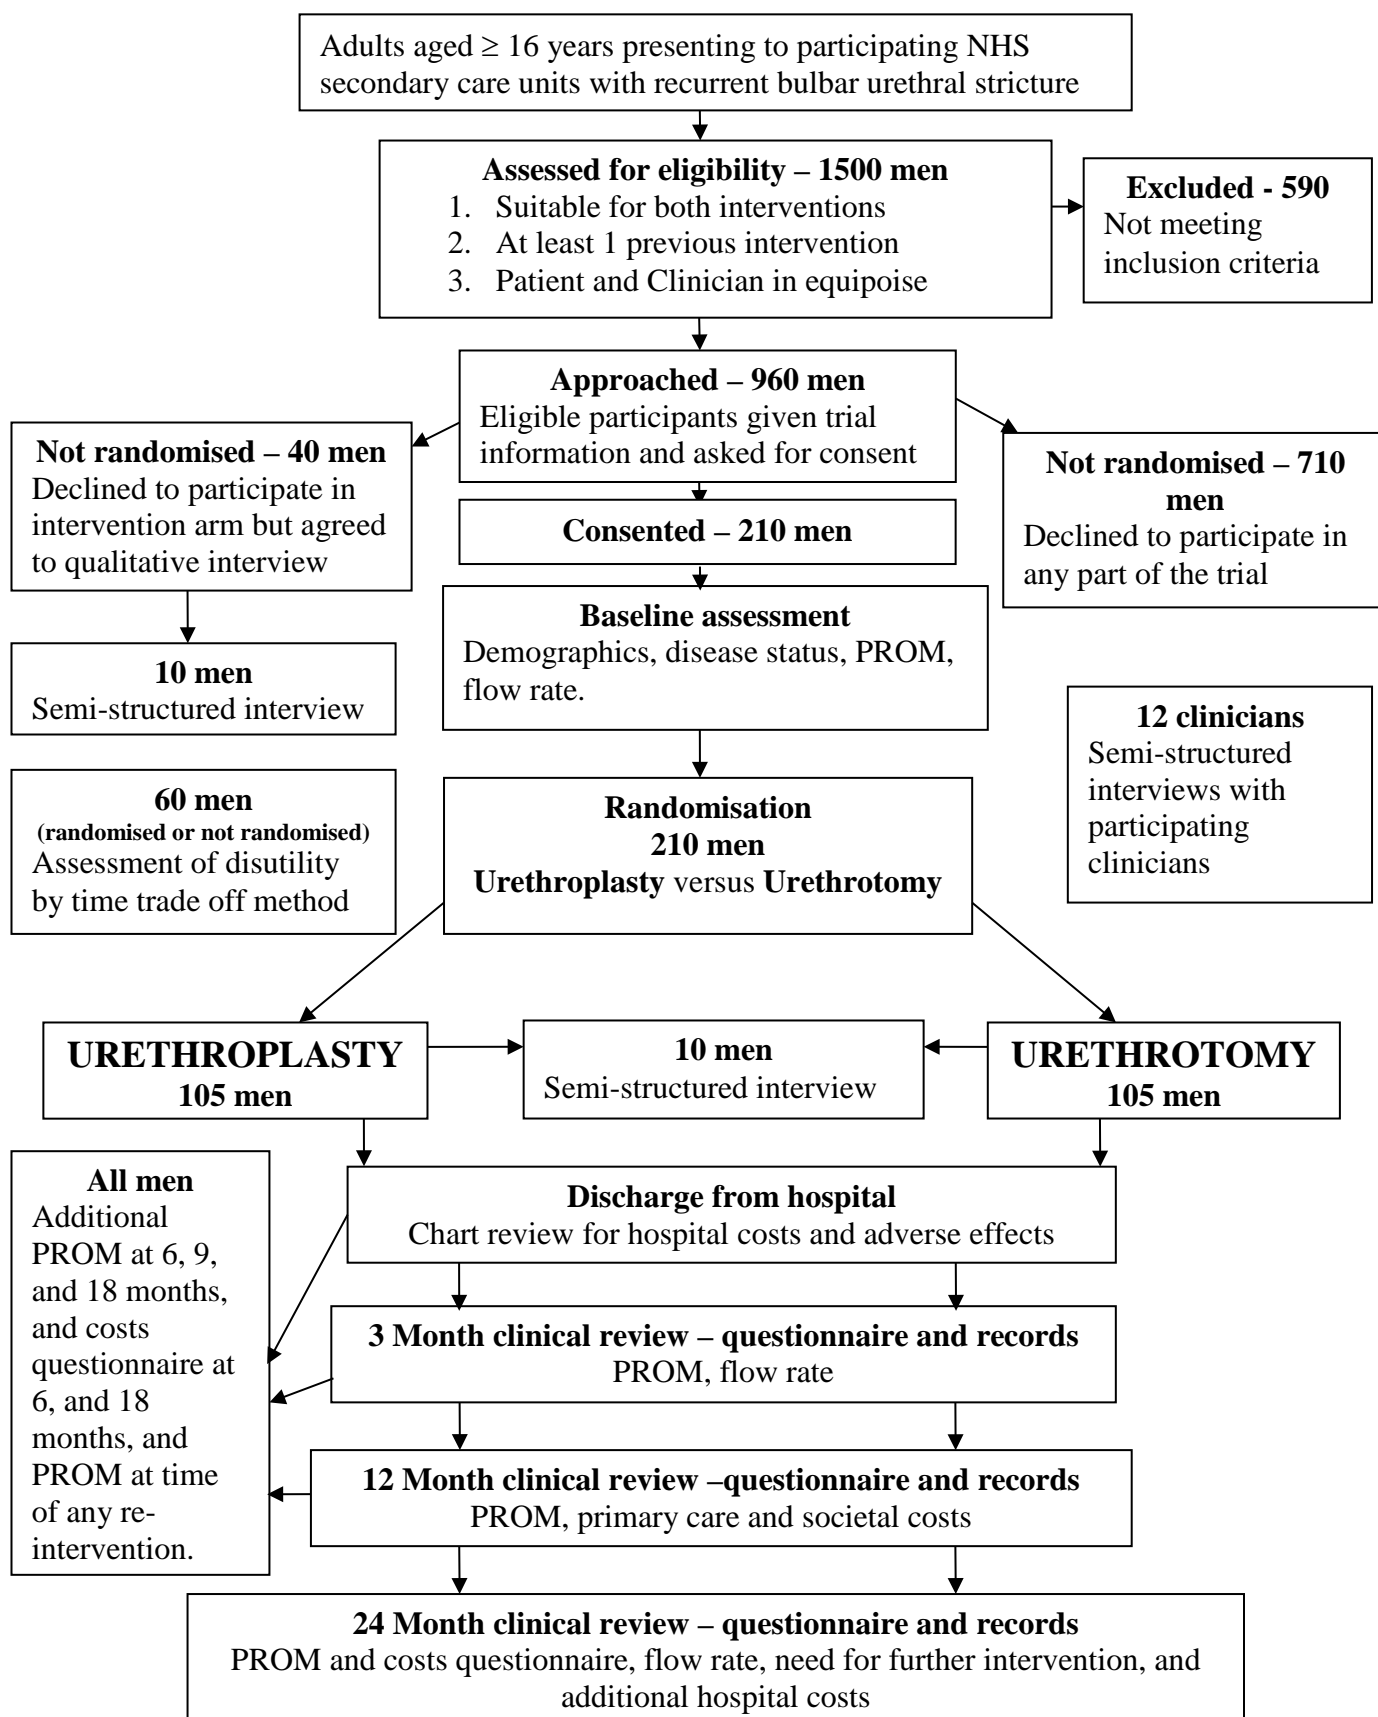 Adults aged ≥ 16 years presenting to participating NHS
secondary care units with recurrent bulbar urethral stricture
Assessed for eligibility – 1500 men
1. Suitable for both interventions
2. At least 1 previous intervention
3. Patient and Clinician in equipoise
Excluded - 590
Not meeting
inclusion criteria
Approached – 960 men
Eligible participants given trial
information and asked for consent
Not randomised – 40 men
Declined to participate in
intervention arm but agreed
to qualitative interview
Not randomised – 710
men
Declined to participate in
any part of the trial
Consented – 210 men
Baseline assessment
Demographics, disease status, PROM,
flow rate.
10 men
Semi-structured interview
12 clinicians
Semi-structured
interviews with
participating
clinicians
60 men
(randomised or not randomised)
Assessment of disutility
by time trade off method
Randomisation
210 men
Urethroplasty versus Urethrotomy
URETHROPLASTY
105 men
10 men
Semi-structured interview
URETHROTOMY
105 men
All men
Additional
PROM at 6, 9,
and 18 months,
and costs
questionnaire at
6, and 18
months, and
PROM at time
of any re-
intervention.
Discharge from hospital
Chart review for hospital costs and adverse effects
3 Month clinical review – questionnaire and records
PROM, flow rate
12 Month clinical review –questionnaire and records
PROM, primary care and societal costs
24 Month clinical review – questionnaire and records
PROM and costs questionnaire, flow rate, need for further intervention, and
additional hospital costs